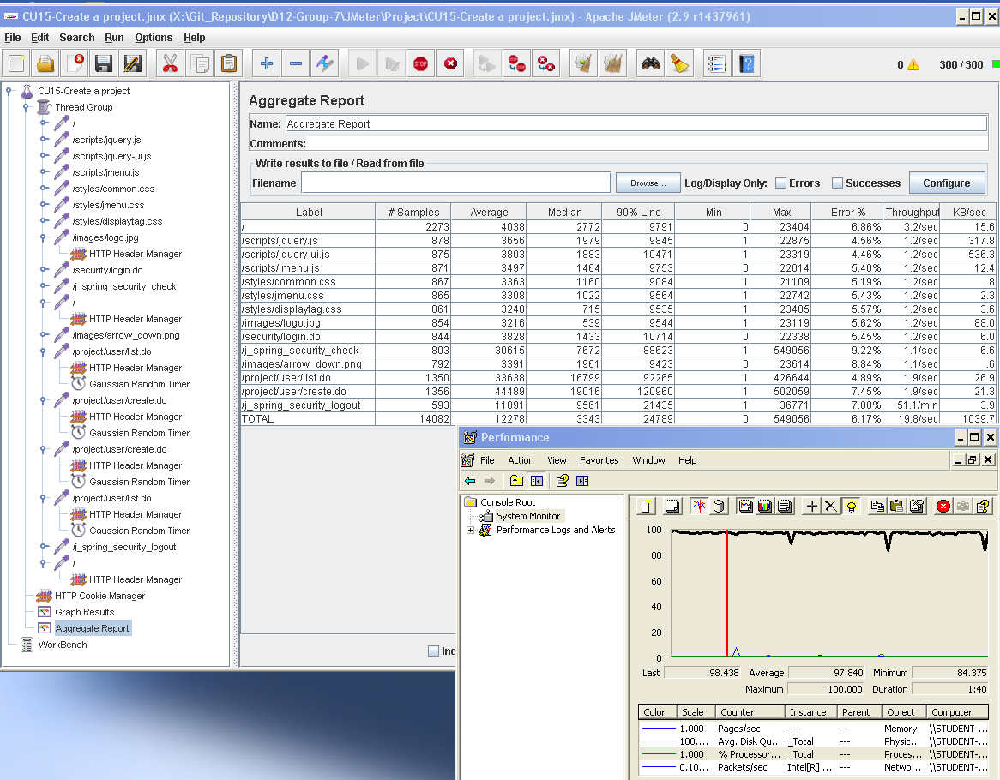 CU15-Create a project.jmx (X:\Git_Repository\D12-Group-7\JMeter\Project\CU15-Create a project.jmx) - Apache JMeter (2.9 r1437961)
File Edit Search Run Options Help
0 300 / 300
CU15-Create a project
Thread Group
/
/scripts/jquery.js
/scripts/jquery-ui.js
/scripts/jmenu.js
/styles/common.css
/styles/jmenu.css
/styles/displaytag.css
/images/logo.jpg
HTTP Header Manager
/security/login.do
/j_spring_security_check
/
HTTP Header Manager
/images/arrow_down.png
/project/user/list.do
HTTP Header Manager
Gaussian Random Timer
/project/user/create.do
HTTP Header Manager
Gaussian Random Timer
/project/user/create.do
HTTP Header Manager
Gaussian Random Timer
/project/user/list.do
HTTP Header Manager
Gaussian Random Timer
/j_spring_security_logout
/
HTTP Header Manager
HTTP Cookie Manager
Graph Results
Aggregate Report
WorkBench
Aggregate Report
Name: Aggregate Report
Comments:
Write results to file / Read from file
Filename Browse... Log/Display Only: Errors Successes Configure
Label # Samples Average Median 90% Line Min Max Error % Throughput KB/sec
/ 2273 4038 2772 9791 0 23404 6.86% 3.2/sec 15.6
/scripts/jquery.js 878 3656 1979 9845 1 22875 4.56% 1.2/sec 317.8
/scripts/jquery-ui.js 875 3803 1883 10471 1 23319 4.46% 1.2/sec 536.3
/scripts/jmenu.js 871 3497 1464 9753 0 22014 5.40% 1.2/sec 12.4
/styles/common.css 867 3363 1160 9084 1 21109 5.19% 1.2/sec .8
/styles/jmenu.css 865 3308 1022 9564 1 22742 5.43% 1.2/sec 2.3
/styles/displaytag.css 861 3248 715 9535 1 23485 5.57% 1.2/sec 3.6
/images/logo.jpg 854 3216 539 9544 1 23119 5.62% 1.2/sec 88.0
/security/login.do 844 3828 1433 10714 0 22338 5.45% 1.2/sec 6.0
/j_spring_security_check 803 30615 7672 88623 1 549056 9.22% 1.1/sec 6.6
/images/arrow_down.png 792 3391 1961 9423 0 23614 8.84% 1.1/sec .6
/project/user/list.do 1350 33638 16799 92265 1 426644 4.89% 1.9/sec 26.9
/project/user/create.do 1356 44489 19016 120960 1 502059 7.45% 1.9/sec 21.3
/j_spring_security_logout 593 11091 9561 21435 1 36771 7.08% 51.1/min 3.9
TOTAL 14082 12278 3343 24789 0 549056 6.17% 19.8/sec 1039.7
Inc
Performance
File Action View Favorites Window Help
Console Root
System Monitor
Performance Logs and Alerts
100
80
60
40
20
0
Last 98.438 Average 97.840 Minimum 84.375
Maximum 100.000 Duration 1:40
Color Scale Counter Instance Parent Object Computer
1.000 Pages/sec --- --- Memory \\STUDENT-...
100.... Avg. Disk Qu... _Total --- Physic... \\STUDENT-...
1.000 % Processor... _Total --- Proces... \\STUDENT-...
0.10... Packets/sec Intel[R] ... --- Netwo... \\STUDENT-...